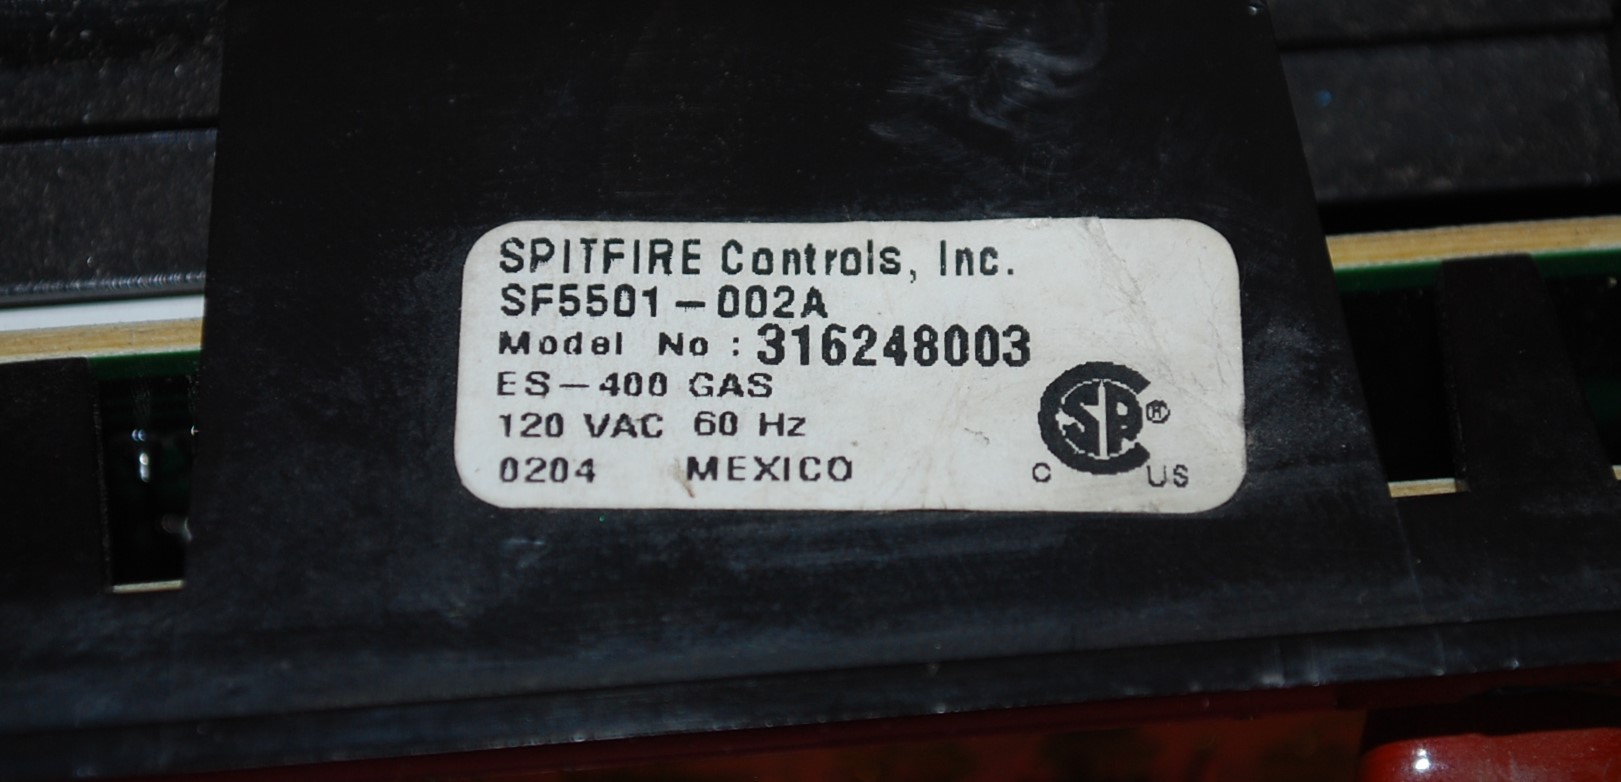 SPITFIRE Controls, Inc.
SF5501-002A
Model No: 316248003
ES-400 GAS
120 VAC 60 Hz
0204 MEXICO
SP®
C US